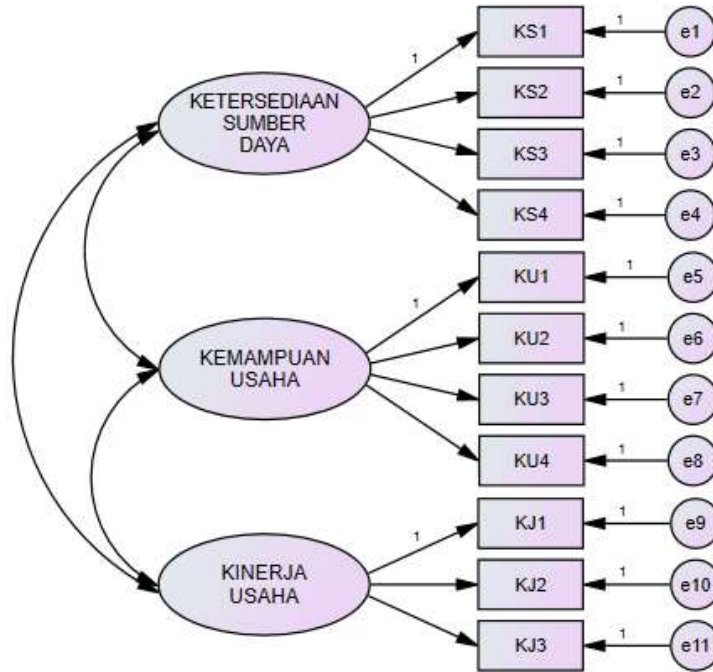 KETERSEDIAAN
SUMBER
DAYA
1
KS1
1
e1
KS2
1
e2
KS3
1
e3
KS4
1
e4
KEMAMPUAN
USAHA
1
KU1
1
e5
KU2
1
e6
KU3
1
e7
KU4
1
e8
KINERJA
USAHA
1
KJ1
1
e9
KJ2
1
e10
KJ3
1
e11